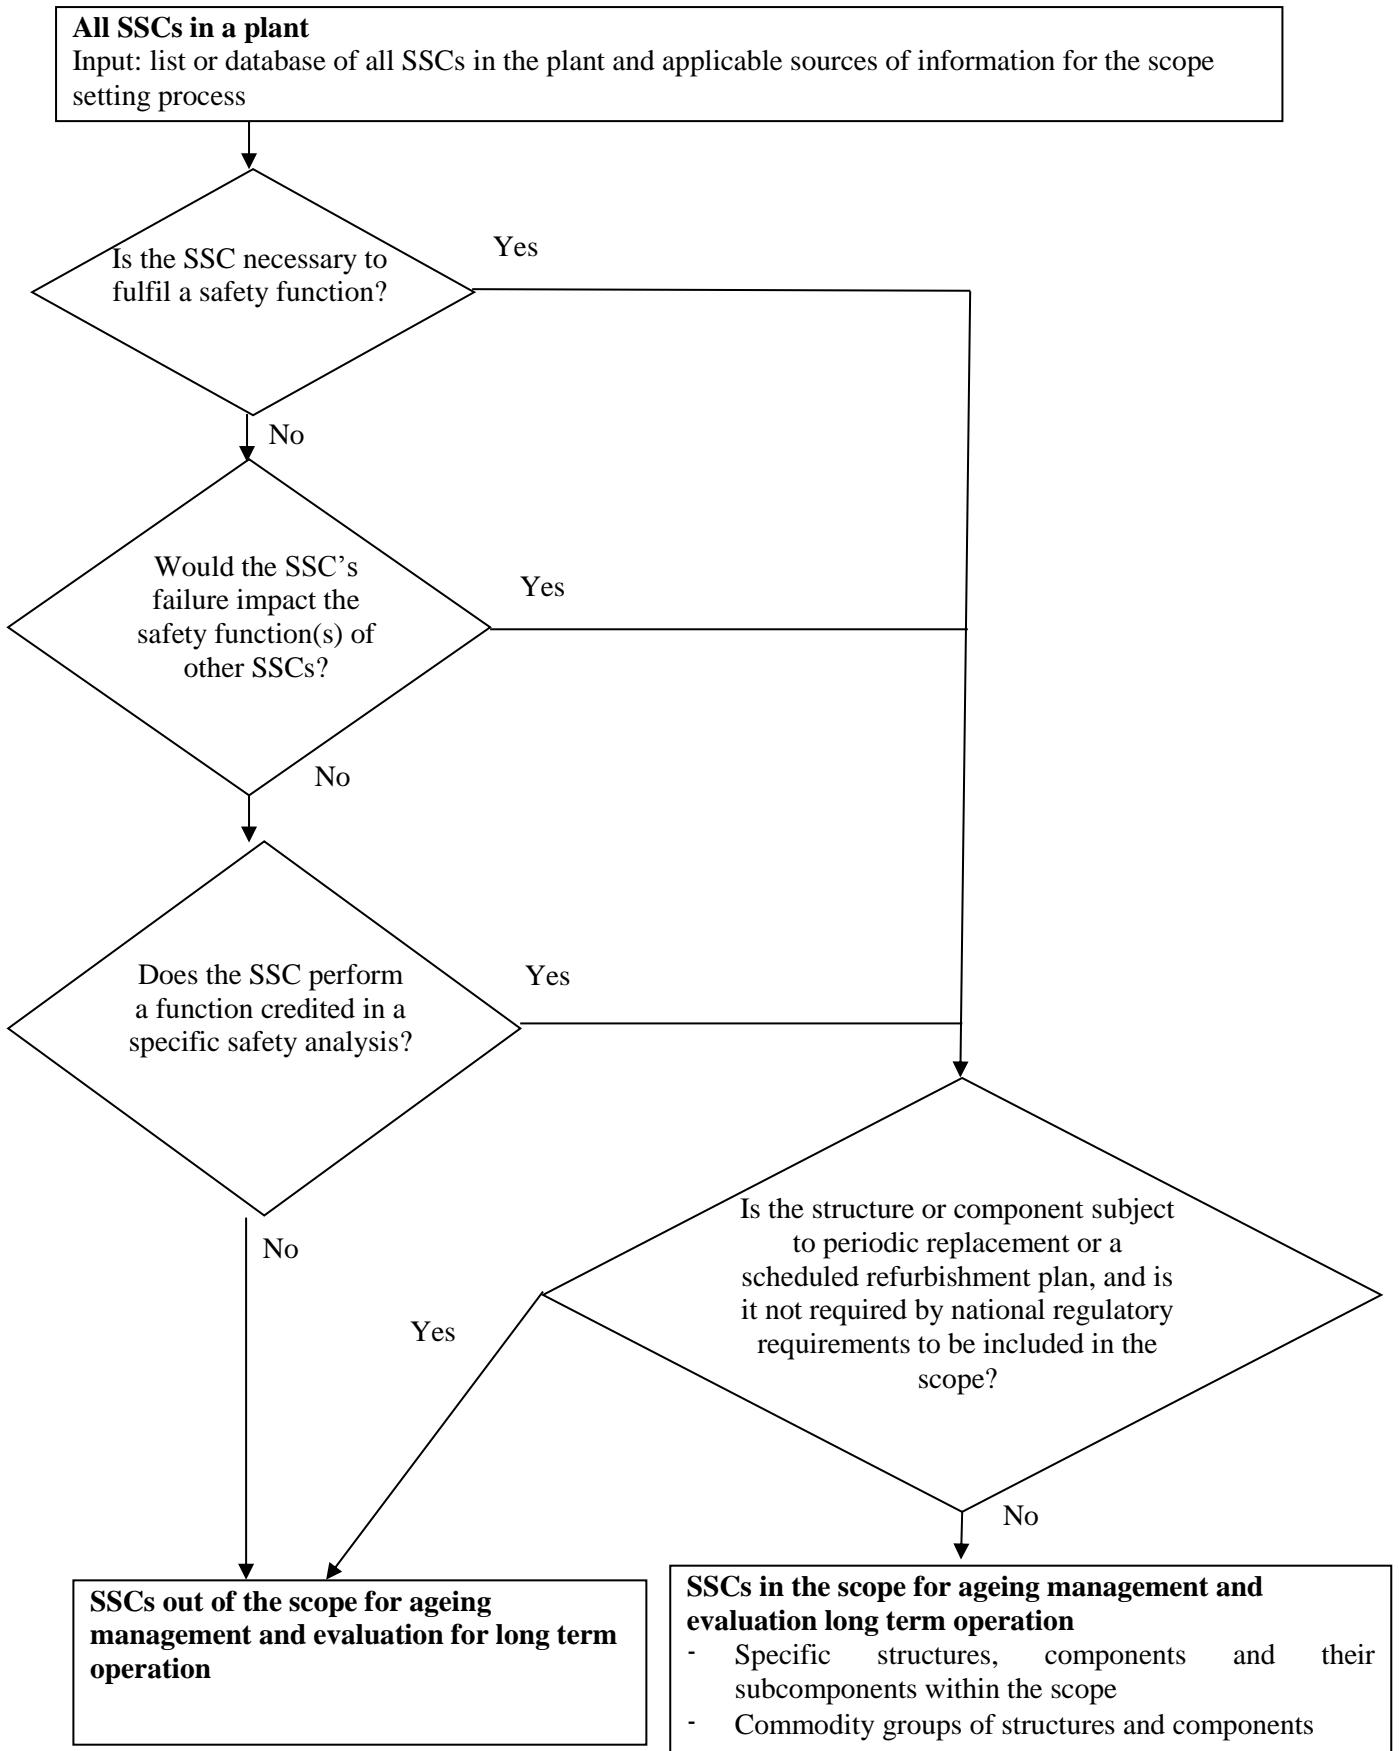 All SSCs in a plant
Input: list or database of all SSCs in the plant and applicable sources of information for the scope
setting process
Is the SSC necessary to
fulfil a safety function?
Yes
No
Would the SSC’s
failure impact the
safety function(s) of
other SSCs?
Yes
No
Does the SSC perform
a function credited in a
specific safety analysis?
Yes
No
Is the structure or component subject
to periodic replacement or a
scheduled refurbishment plan, and is
it not required by national regulatory
requirements to be included in the
scope?
Yes
No
SSCs out of the scope for ageing
management and evaluation for long term
operation
SSCs in the scope for ageing management and
evaluation long term operation
- Specific structures, components and their
subcomponents within the scope
- Commodity groups of structures and components